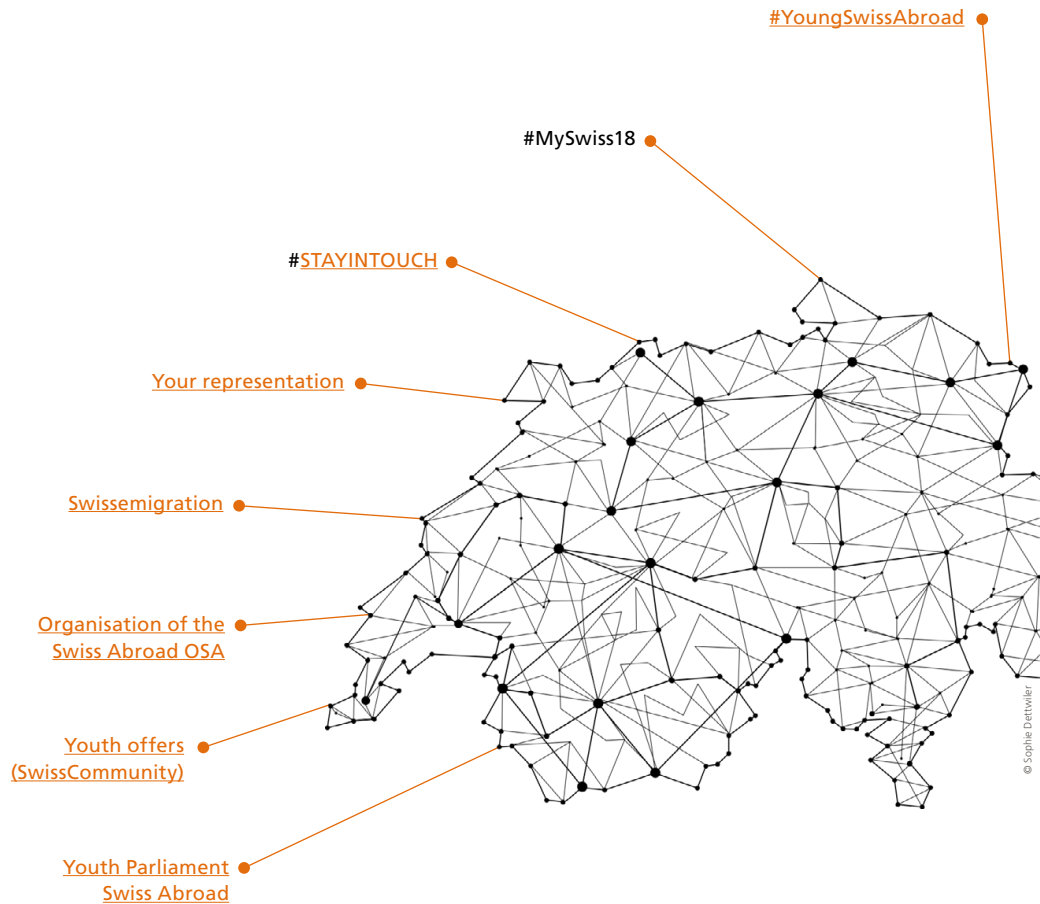 #YoungSwissAbroad
#MySwiss18
#STAYINTOUCH
Your representation
Swissemigration
Organisation of the
Swiss Abroad OSA
Youth offers
(SwissCommunity)
Youth Parliament
Swiss Abroad
© Sophie Dettwiler